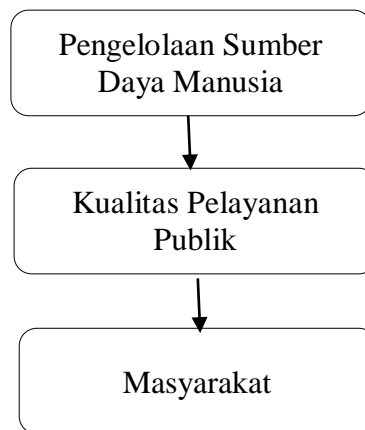 Pengelolaan Sumber
Daya Manusia
Kualitas Pelayanan
Publik
Masyarakat